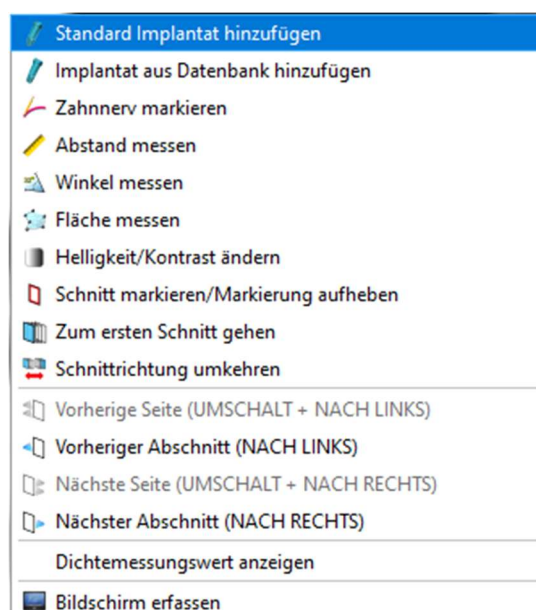 Standard Implantat hinzufügen
Implantat aus Datenbank hinzufügen
Zahnnerv markieren
Abstand messen
Winkel messen
Fläche messen
Helligkeit/Kontrast ändern
Schnitt markieren/Markierung aufheben
Zum ersten Schnitt gehen
Schnittrichtung umkehren
Vorherige Seite (UMSCHALT + NACH LINKS)
Vorheriger Abschnitt (NACH LINKS)
Nächste Seite (UMSCHALT + NACH RECHTS)
Nächster Abschnitt (NACH RECHTS)
Dichtemessungswert anzeigen
Bildschirm erfassen